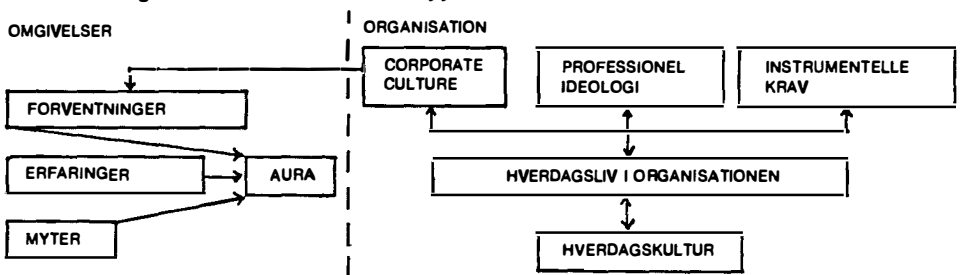 OMGIVELSER
ORGANISATION
CORPORATE
CULTURE
PROFESSIONEL
IDEOLOGI
INSTRUMENTELLE
KRAV
FORVENTNINGER
ERFARINGER
AURA
HVERDAGSLIV I ORGANISATIONEN
MYTER
HVERDAGSKULTUR